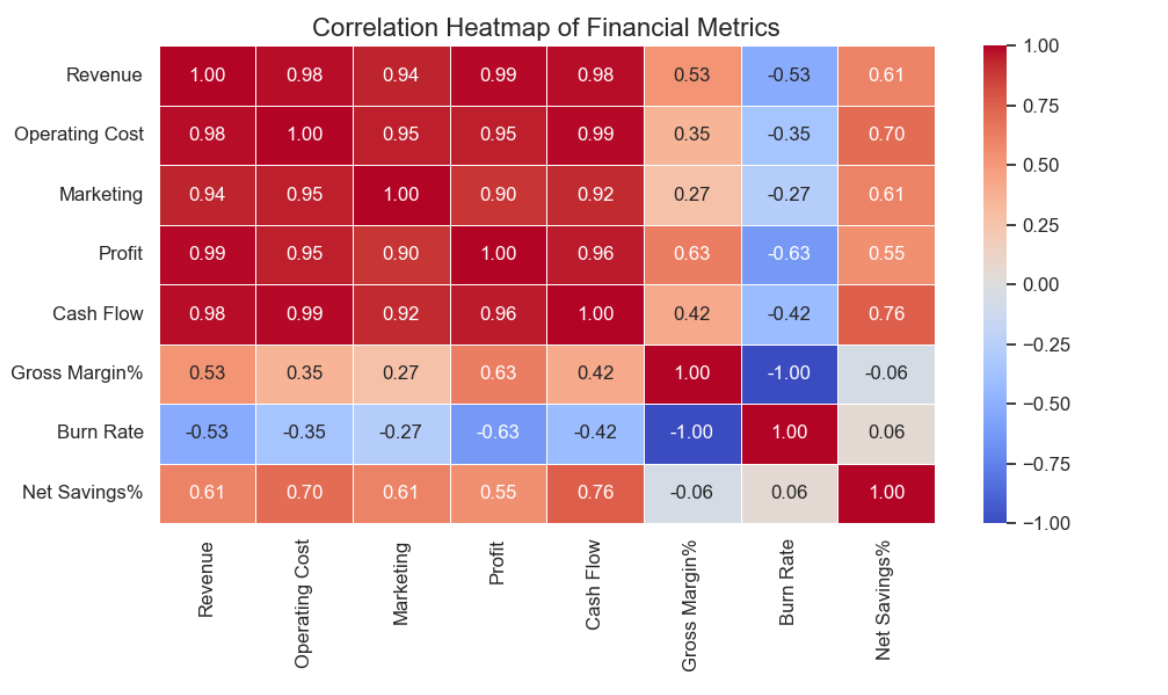 Correlation Heatmap of Financial Metrics
Revenue 1.00 0.98 0.94 0.99 0.98 0.53 -0.53 0.61
Operating Cost 0.98 1.00 0.95 0.95 0.99 0.35 -0.35 0.70
Marketing 0.94 0.95 1.00 0.90 0.92 0.27 -0.27 0.61
Profit 0.99 0.95 0.90 1.00 0.96 0.63 -0.63 0.55
Cash Flow 0.98 0.99 0.92 0.96 1.00 0.42 -0.42 0.76
Gross Margin% 0.53 0.35 0.27 0.63 0.42 1.00 -1.00 -0.06
Burn Rate -0.53 -0.35 -0.27 -0.63 -0.42 -1.00 1.00 0.06
Net Savings% 0.61 0.70 0.61 0.55 0.76 -0.06 0.06 1.00
Revenue
Operating Cost
Marketing
Profit
Cash Flow
Gross Margin%
Burn Rate
Net Savings%
1.00
0.75
0.50
0.25
0.00
−0.25
−0.50
−0.75
−1.00